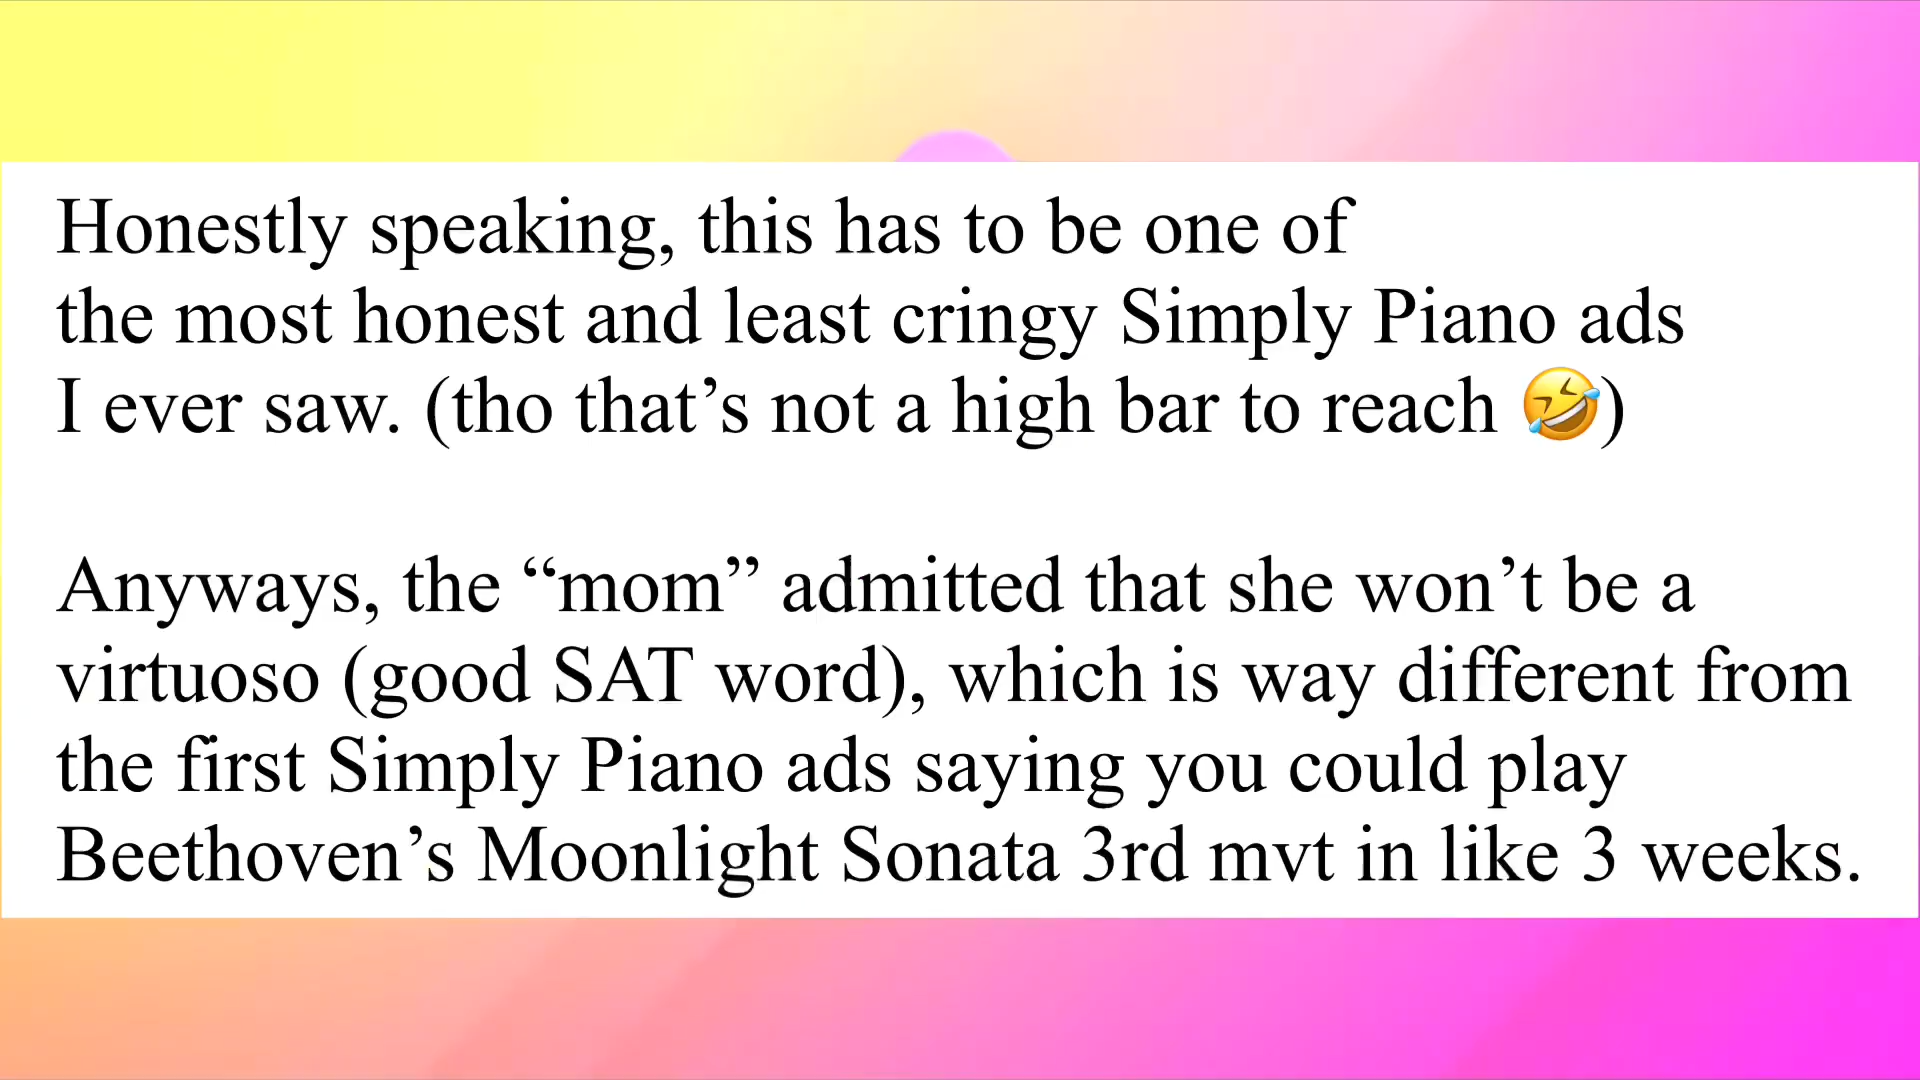 Honestly speaking, this has to be one of
the most honest and least cringy Simply Piano ads
I ever saw. (tho that’s not a high bar to reach 🤣)
Anyways, the “mom” admitted that she won’t be a
virtuoso (good SAT word), which is way different from
the first Simply Piano ads saying you could play
Beethoven’s Moonlight Sonata 3rd mvt in like 3 weeks.